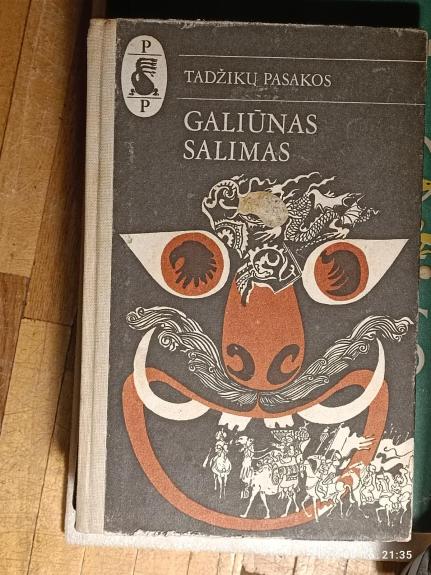 P
P
TADŽIKŲ PASAKOS
GALIŪNAS
SALIMAS
21:35